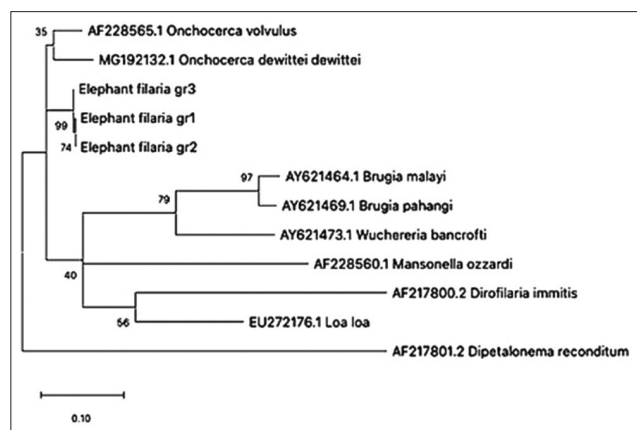 35
AF228565.1 Onchocerca volvulus
MG192132.1 Onchocerca dewittei dewittei
Elephant filaria gr3
99
Elephant filaria gr1
74
Elephant filaria gr2
97
AY621464.1 Brugia malayi
79
AY621469.1 Brugia pahangi
AY621473.1 Wuchereria bancrofti
40
AF228560.1 Mansonella ozzardi
AF217800.2 Dirofilaria immitis
56
EU272176.1 Loa loa
AF217801.2 Dipetalonema reconditum
0.10